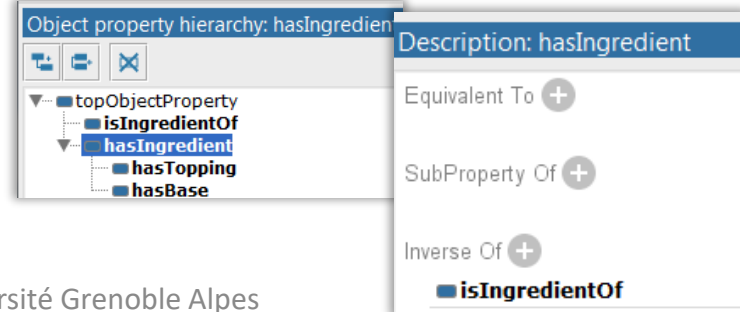 Object property hierarchy: hasIngredien
topObjectProperty
isIngredientOf
hasIngredient
hasTopping
hasBase
Description: hasIngredient
Equivalent To
SubProperty Of
Inverse Of
isIngredientOf
rsité Grenoble Alpes